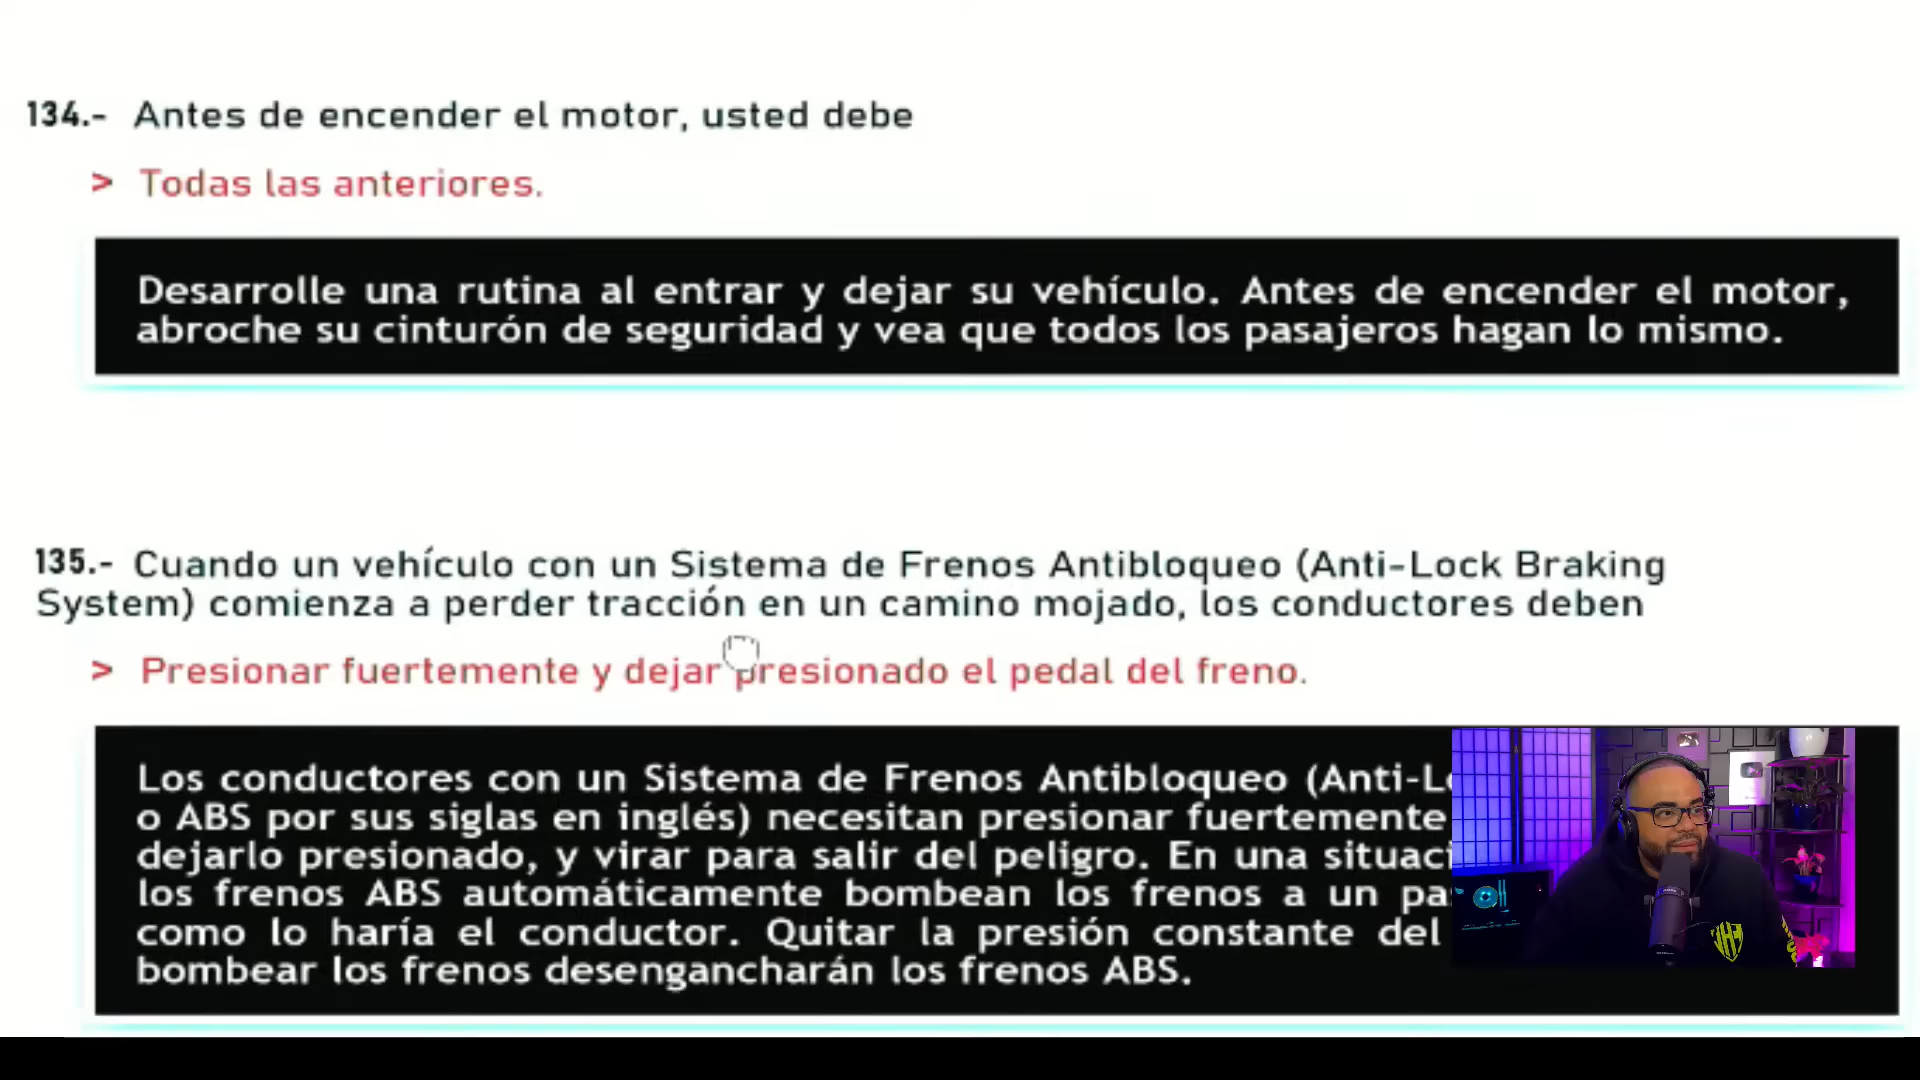 134.- Antes de encender el motor, usted debe
> Todas las anteriores.
Desarrolle una rutina al entrar y dejar su vehículo. Antes de encender el motor,
abroche su cinturón de seguridad y vea que todos los pasajeros hagan lo mismo.
135.- Cuando un vehículo con un Sistema de Frenos Antibloqueo (Anti-Lock Braking
System) comienza a perder tracción en un camino mojado, los conductores deben
> Presionar fuertemente y dejar presionado el pedal del freno.
Los conductores con un Sistema de Frenos Antibloqueo (Anti-Lo
o ABS por sus siglas en inglés) necesitan presionar fuertemente
dejarlo presionado, y virar para salir del peligro. En una situaci
los frenos ABS automáticamente bombean los frenos a un pa
como lo haría el conductor. Quitar la presión constante del
bombear los frenos desengancharán los frenos ABS.